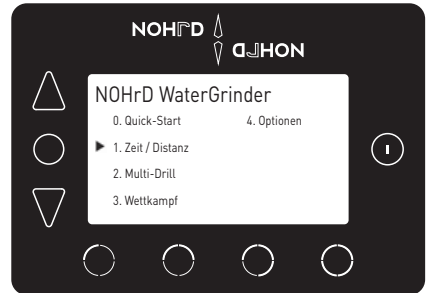 NOHrD
NOHrD
NOHrD WaterGrinder
0. Quick-Start 4. Optionen
1. Zeit / Distanz
2. Multi-Drill
3. Wettkampf